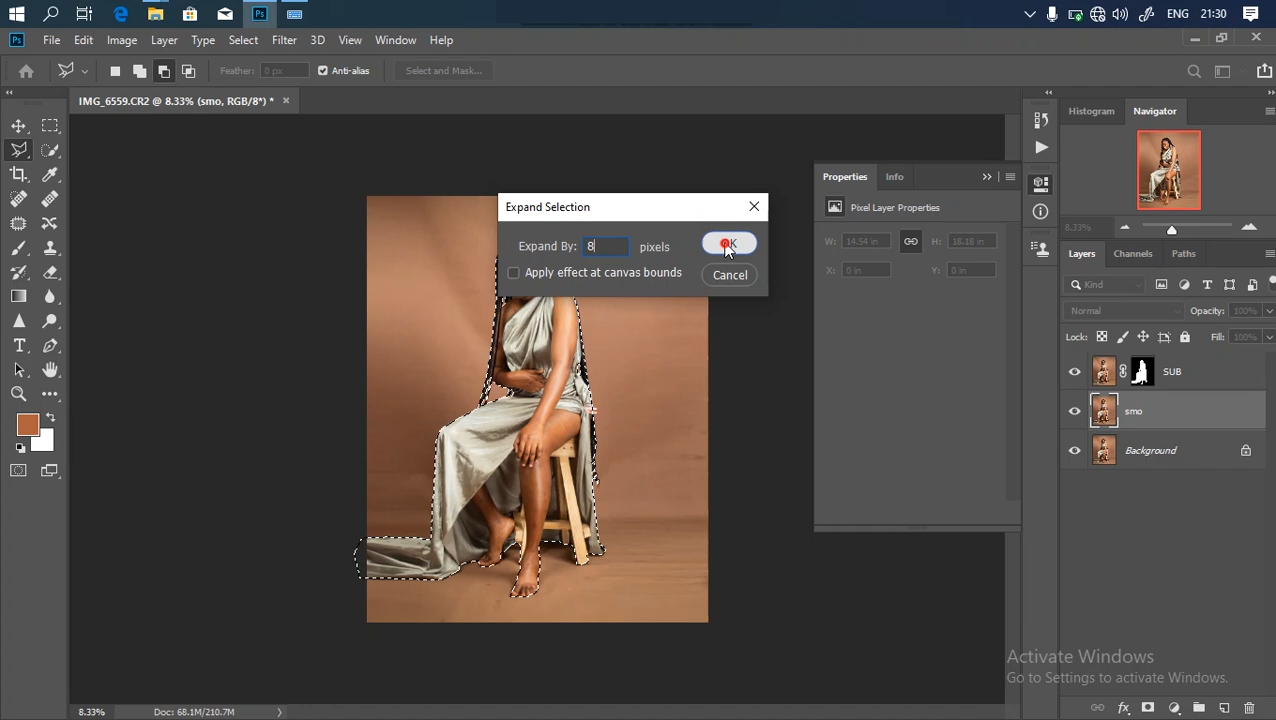 ENG 21:30
Ps File Edit Image Layer Type Select Filter 3D View Window Help
Feather: 0 px Anti-alias Select and Mask...
IMG_6559.CR2 @ 8.33% (smo, RGB/8*) * ×
Histogram Navigator
8.33%
Expand Selection
Expand By: 8 pixels OK
Apply effect at canvas bounds Cancel
Properties Info
Pixel Layer Properties
W: 14.54 in H: 18.18 in
X: 0 in Y: 0 in
Layers Channels Paths
Kind
Normal Opacity: 100%
Lock: Fill: 100%
SUB
smo
Background
Activate Windows
Go to Settings to activate Windows.
8.33% Doc: 68.1M/210.7M